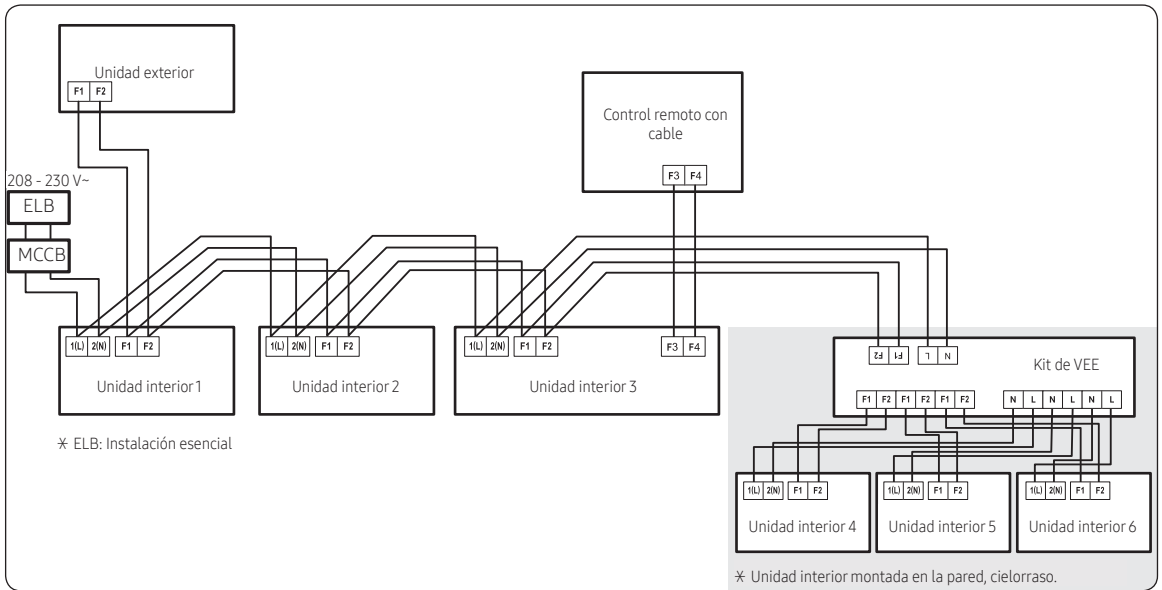 Unidad exterior
F1 F2
Control remoto con
cable
F3 F4
208 - 230 V~
ELB
MCCB
1(L) 2(N) F1 F2
Unidad interior 1
1(L) 2(N) F1 F2
Unidad interior 2
1(L) 2(N) F1 F2
F3 F4
Unidad interior 3
F2 F1 L N
Kit de VEE
F1 F2 F1 F2 F1 F2
N L N L N L
✳ ELB: Instalación esencial
1(L) 2(N) F1 F2
Unidad interior 4
1(L) 2(N) F1 F2
Unidad interior 5
1(L) 2(N) F1 F2
Unidad interior 6
✳ Unidad interior montada en la pared, cielorraso.